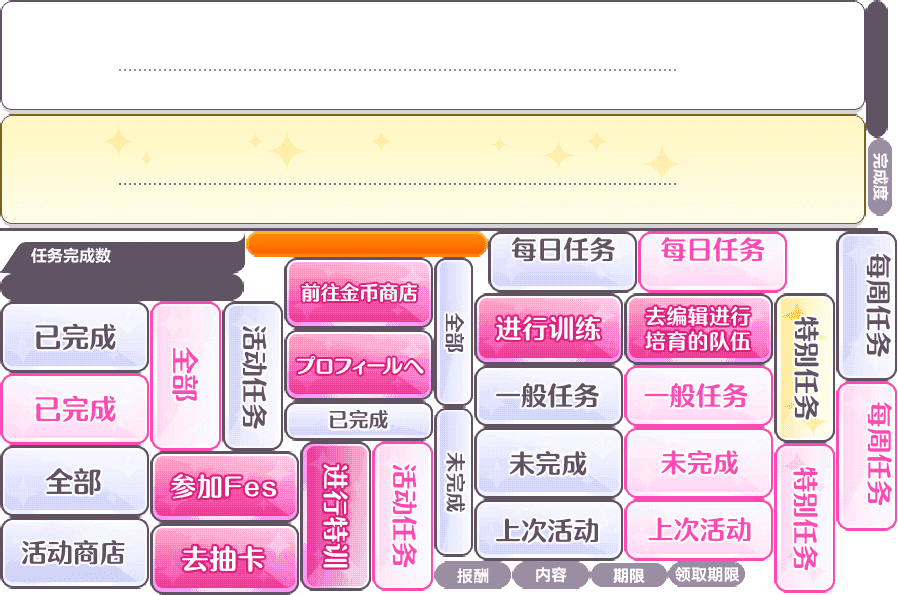 完成度
任务完成数
每日任务
每日任务
每周任务
前往金币商店
全部
进行训练
去编辑进行
培育的队伍
特别任务
已完成
全部
活动任务
プロフィールへ
一般任务
一般任务
已完成
已完成
每周任务
全部
参加Fes
进行特训
活动任务
未完成
未完成
未完成
特别任务
活动商店
去抽卡
上次活动
上次活动
报酬
内容
期限
领取期限